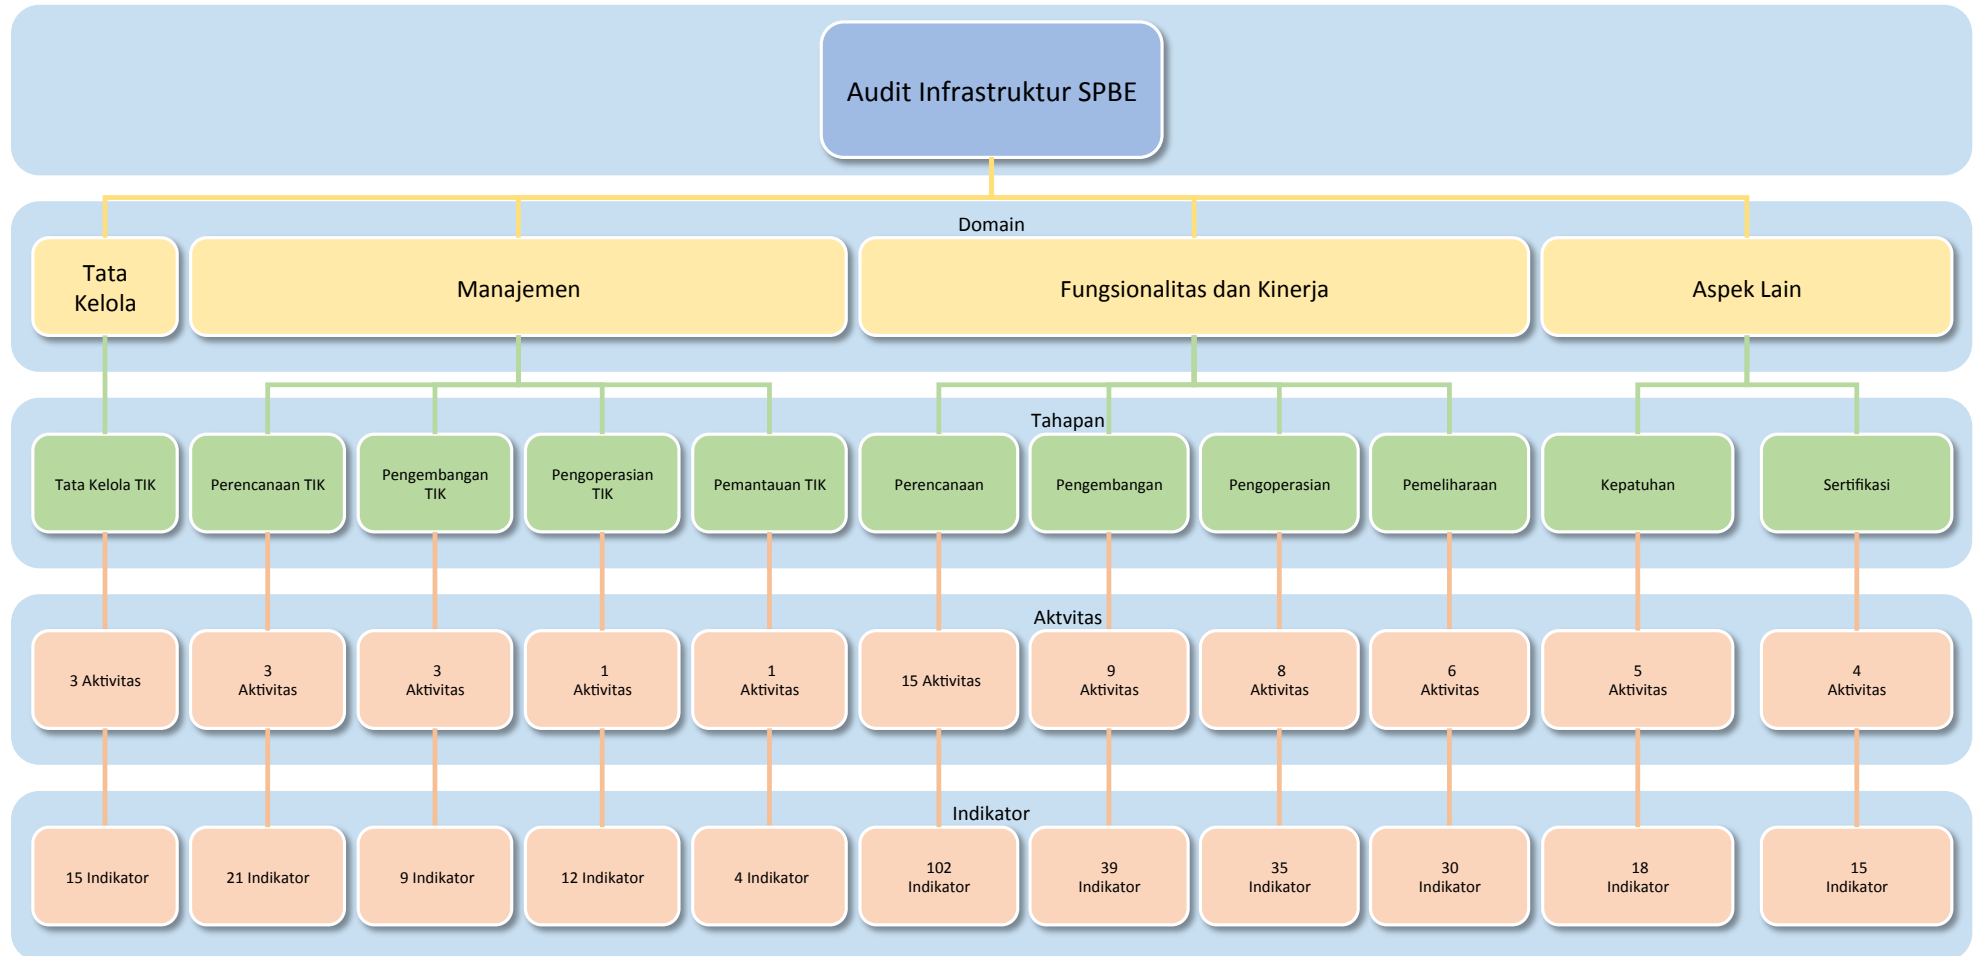 Audit Infrastruktur SPBE
Domain
Tata
Kelola
Manajemen
Fungsionalitas dan Kinerja
Aspek Lain
Tahapan
Tata Kelola TIK
Perencanaan TIK
Pengembangan
TIK
Pengoperasian
TIK
Pemantauan TIK
Perencanaan
Pengembangan
Pengoperasian
Pemeliharaan
Kepatuhan
Sertifikasi
Aktvitas
3 Aktivitas
3
Aktivitas
3
Aktivitas
1
Aktivitas
1
Aktivitas
15 Aktivitas
9
Aktivitas
8
Aktivitas
6
Aktivitas
5
Aktivitas
4
Aktivitas
Indikator
15 Indikator
21 Indikator
9 Indikator
12 Indikator
4 Indikator
102
Indikator
39
Indikator
35
Indikator
30
Indikator
18
Indikator
15
Indikator